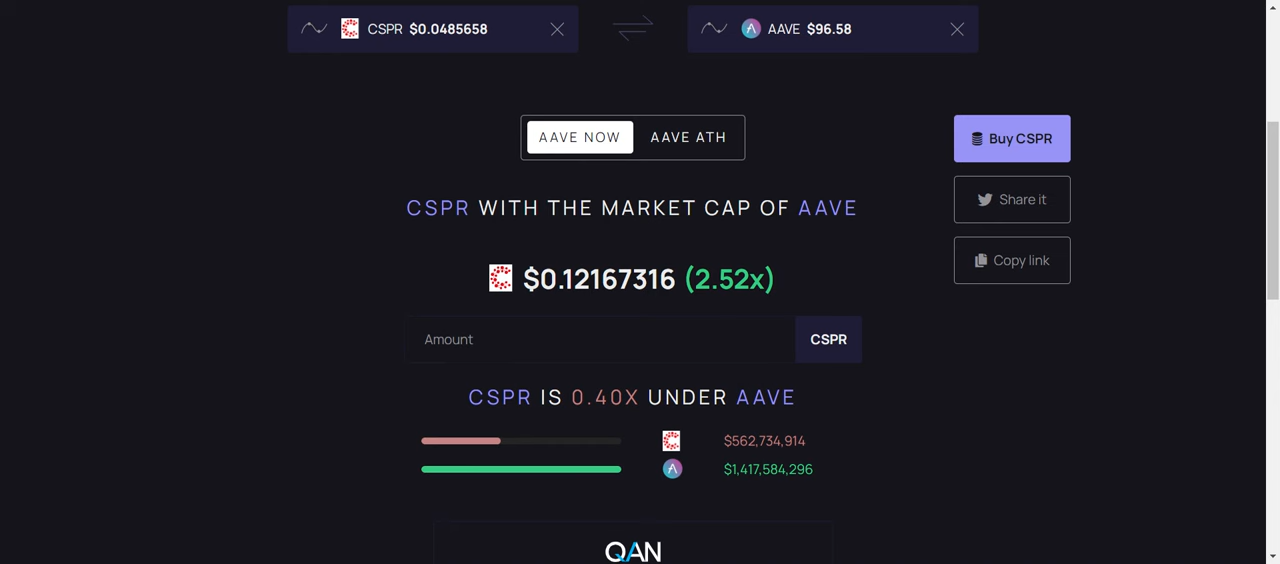 CSPR $0.0485658
AAVE $96.58
AAVE NOW
AAVE ATH
Buy CSPR
Share it
Copy link
CSPR WITH THE MARKET CAP OF AAVE
$0.12167316 (2.52x)
Amount
CSPR
CSPR IS 0.40X UNDER AAVE
$562,734,914
$1,417,584,296
QAN